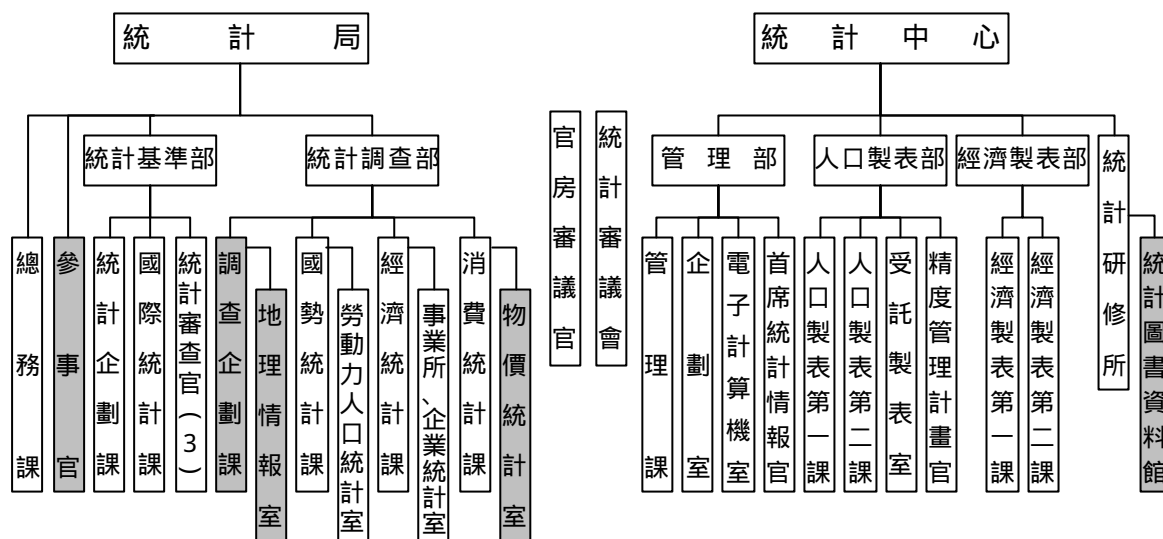 統計局
統計中心
統計基準部
統計調查部
官房審議官
統計審議會
管理部
人口製表部
經濟製表部
統計研修所
總務課
參事官
統計企劃課
國際統計課
統計審查官(3)
調查企劃課
地理情報室
國勢統計課
勞動力人口統計室
經濟統計課
事業所、企業統計室
消費統計課
物價統計室
管理課
企劃室
電子計算機室
首席統計情報官
人口製表第一課
人口製表第二課
受託製表室
精度管理計畫官
經濟製表第一課
經濟製表第二課
統計圖書資料館